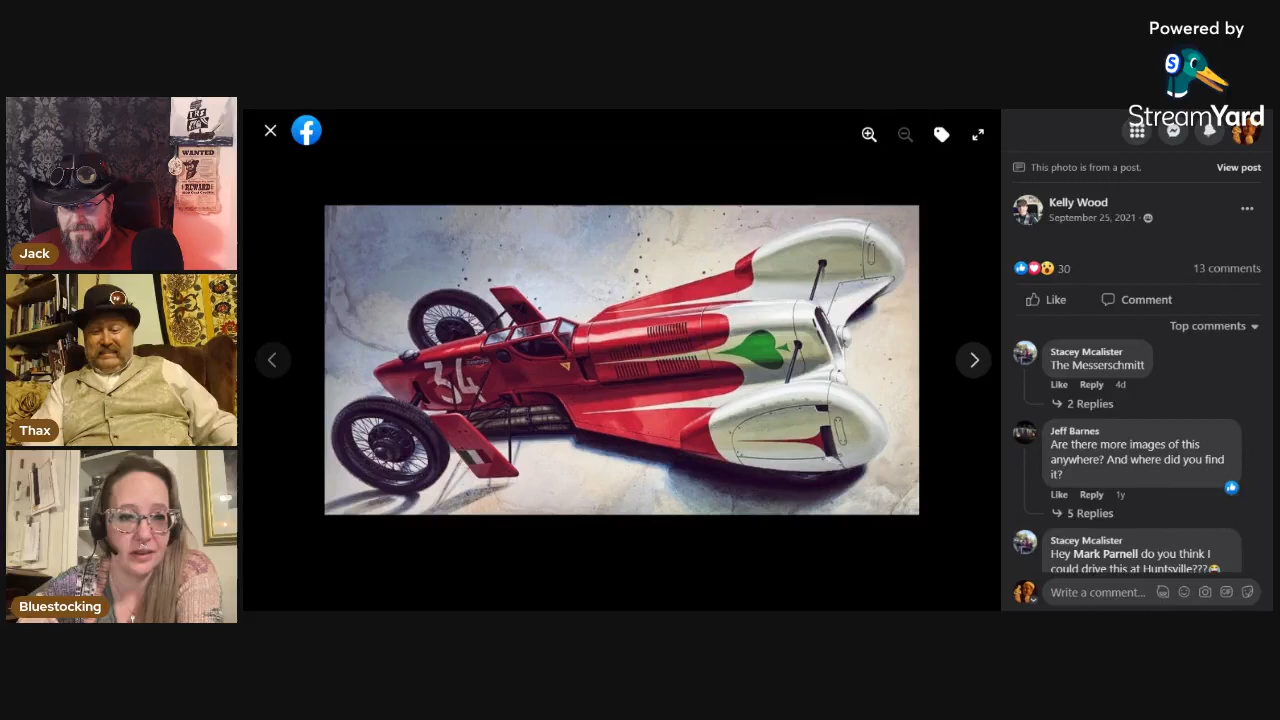 Powered by
S
StreamYard
WANTED
REWARD
Jack
Thax
Bluestocking
34
This photo is from a post.
View post
Kelly Wood
September 25, 2021 ·
30
13 comments
Like
Comment
Top comments
Stacey Mcalister
The Messerschmitt
Like Reply 4d
2 Replies
Jeff Barnes
Are there more images of this
anywhere? And where did you find
it?
Like Reply 1y
5 Replies
Stacey Mcalister
Hey Mark Parnell do you think I
could drive this at Huntsville???
Write a comment...